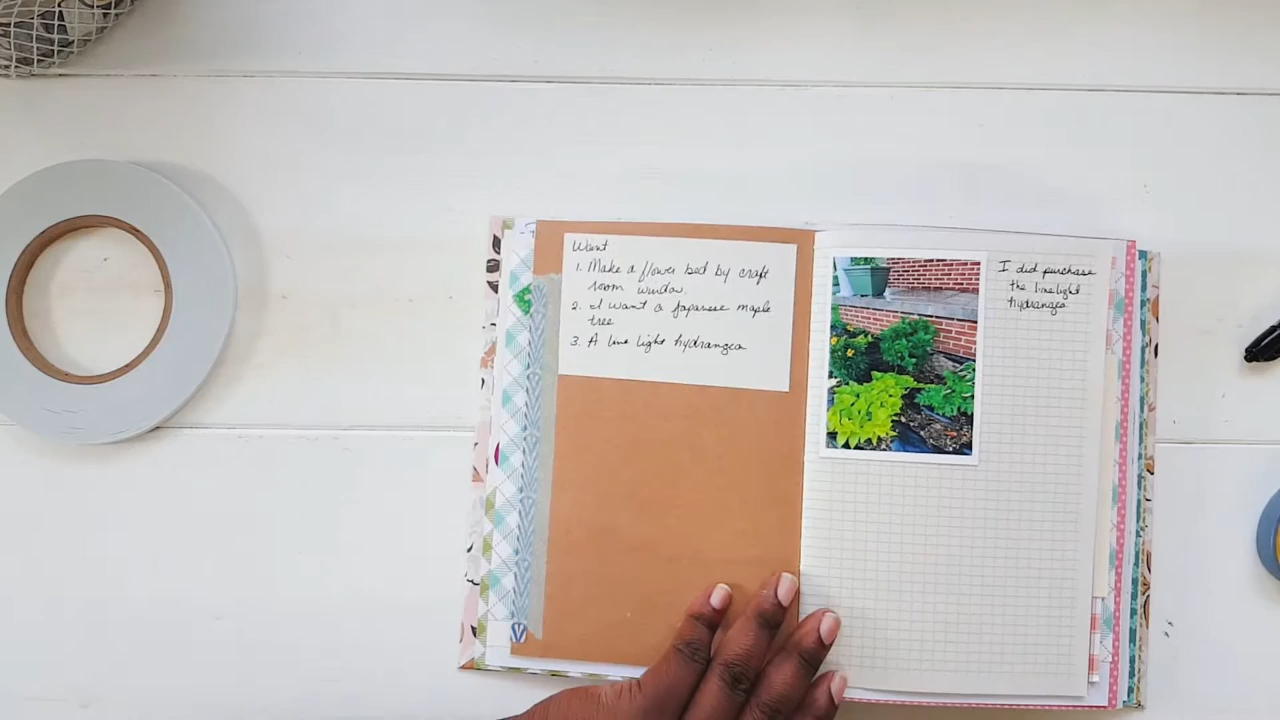 Want
1. Make a flower bed by craft
room window.
2. I want a Japanese maple
tree
3. A lime light hydrangea
I did purchase
the limelight
hydrangea